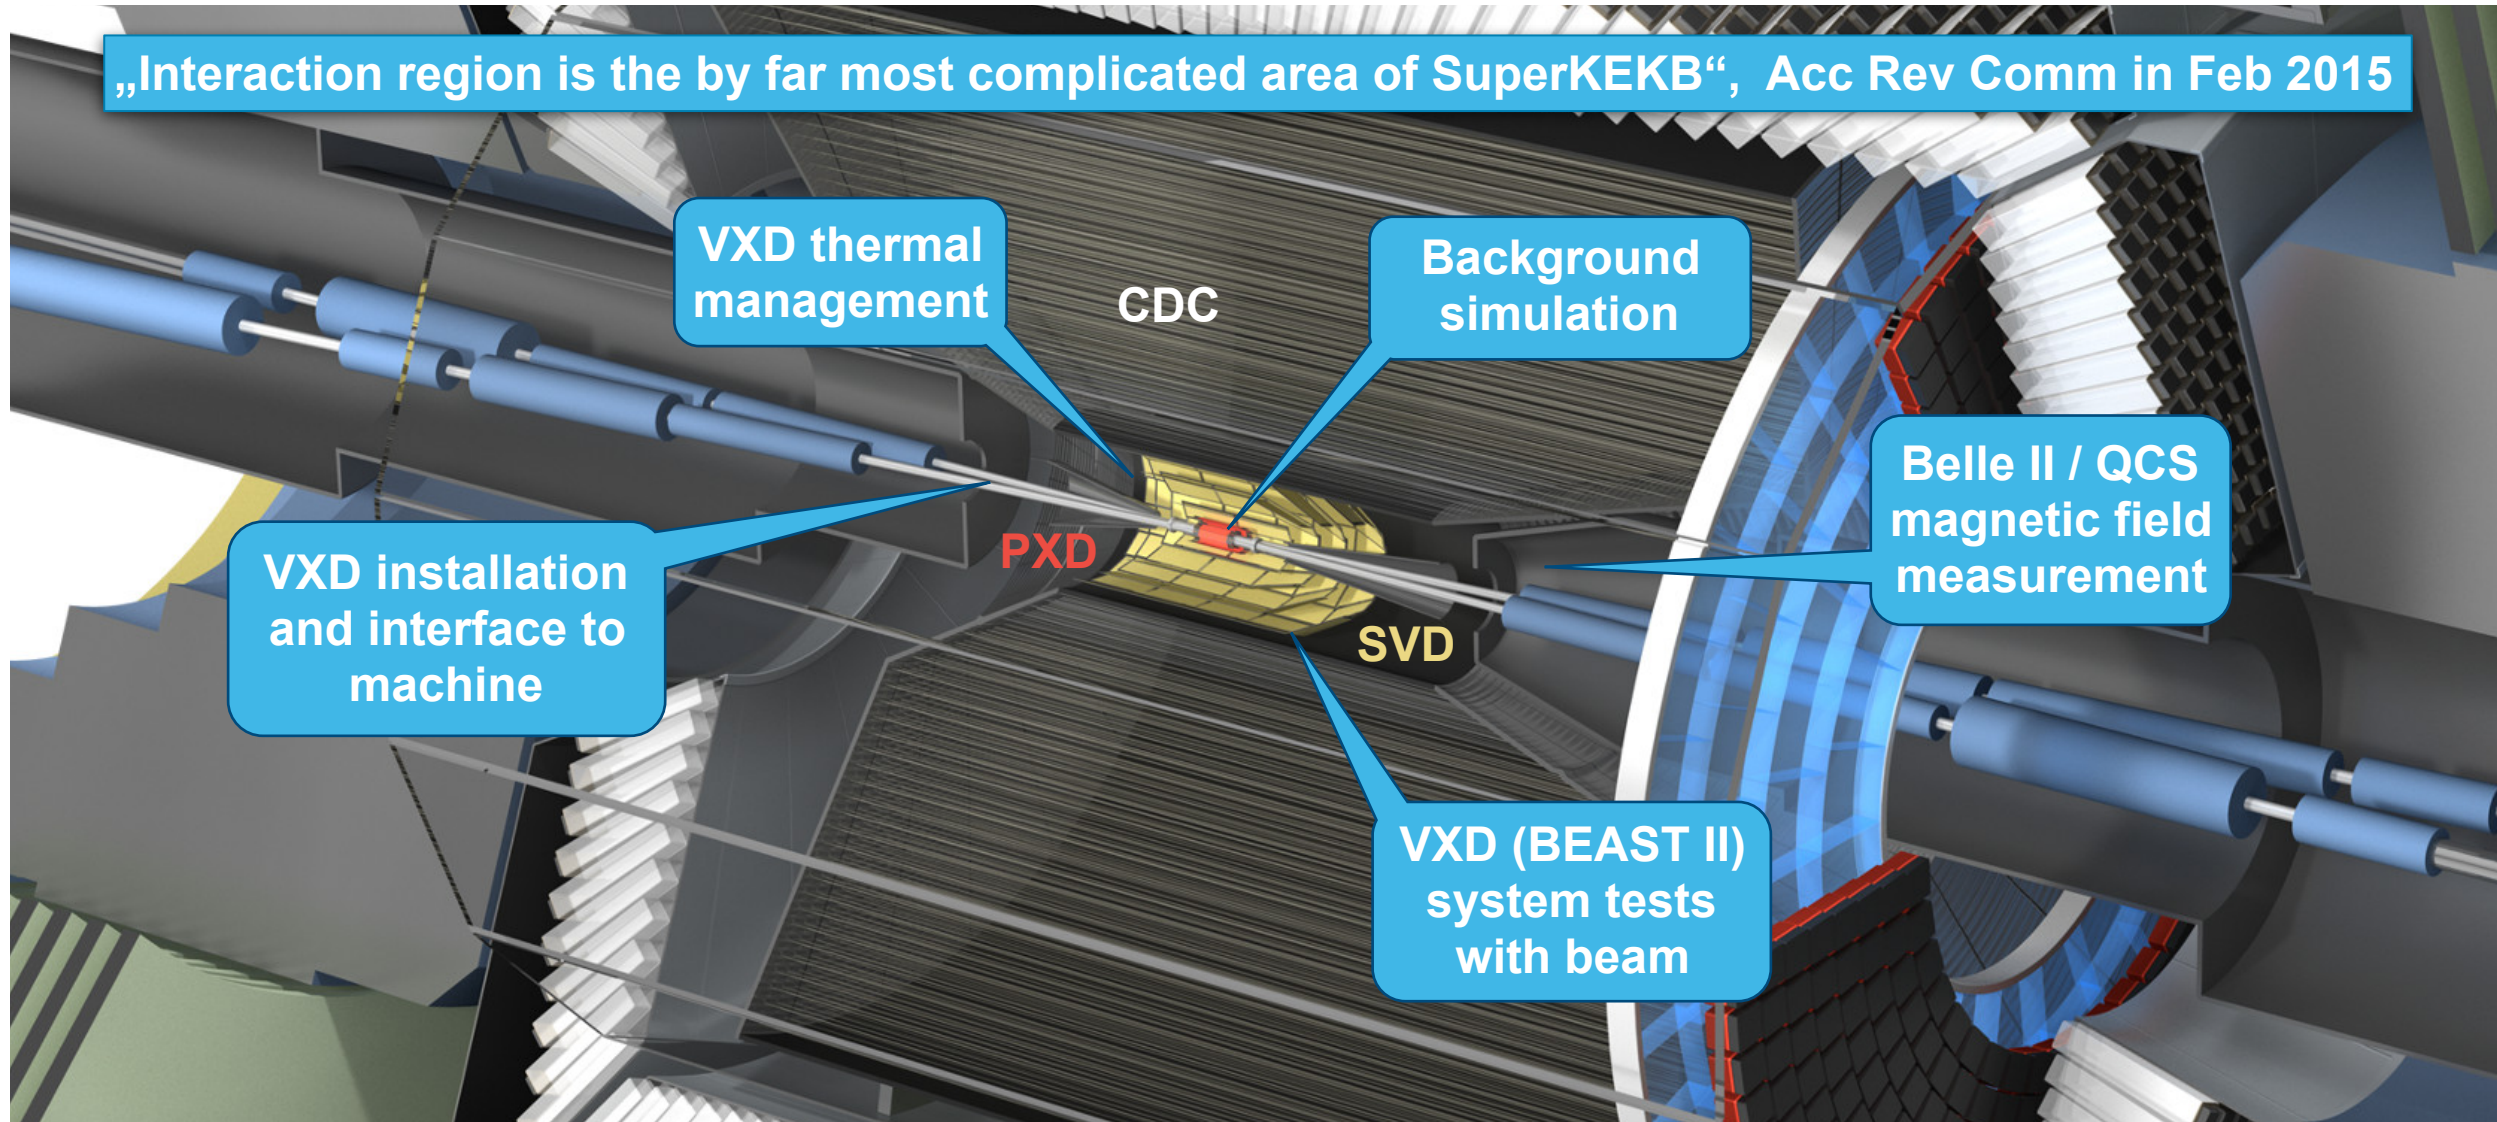 „Interaction region is the by far most complicated area of SuperKEKB“, Acc Rev Comm in Feb 2015
VXD thermal
management
CDC
Background
simulation
Belle II / QCS
magnetic field
measurement
PXD
VXD installation
and interface to
machine
SVD
VXD (BEAST II)
system tests
with beam